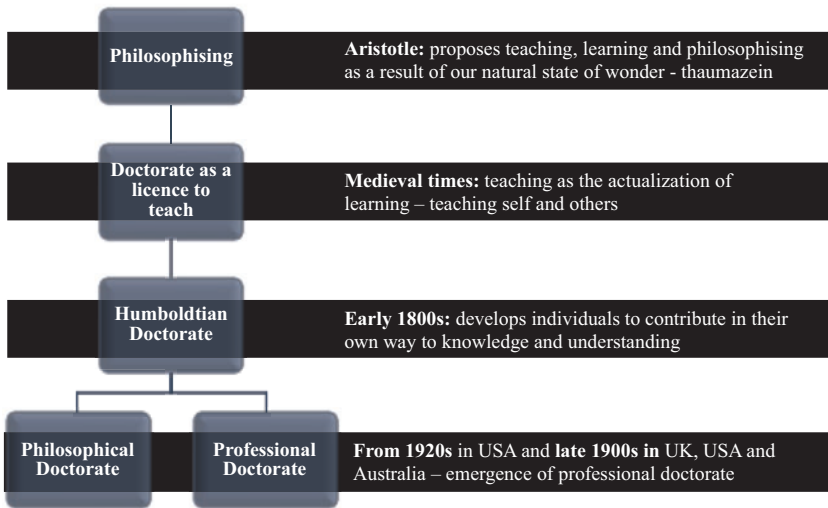 Philosophising
Aristotle: proposes teaching, learning and philosophising
as a result of our natural state of wonder - thaumazein
Doctorate as a
licence to
teach
Medieval times: teaching as the actualization of
learning – teaching self and others
Humboldtian
Doctorate
Early 1800s: develops individuals to contribute in their
own way to knowledge and understanding
Philosophical
Doctorate
Professional
Doctorate
From 1920s in USA and late 1900s in UK, USA and
Australia – emergence of professional doctorate